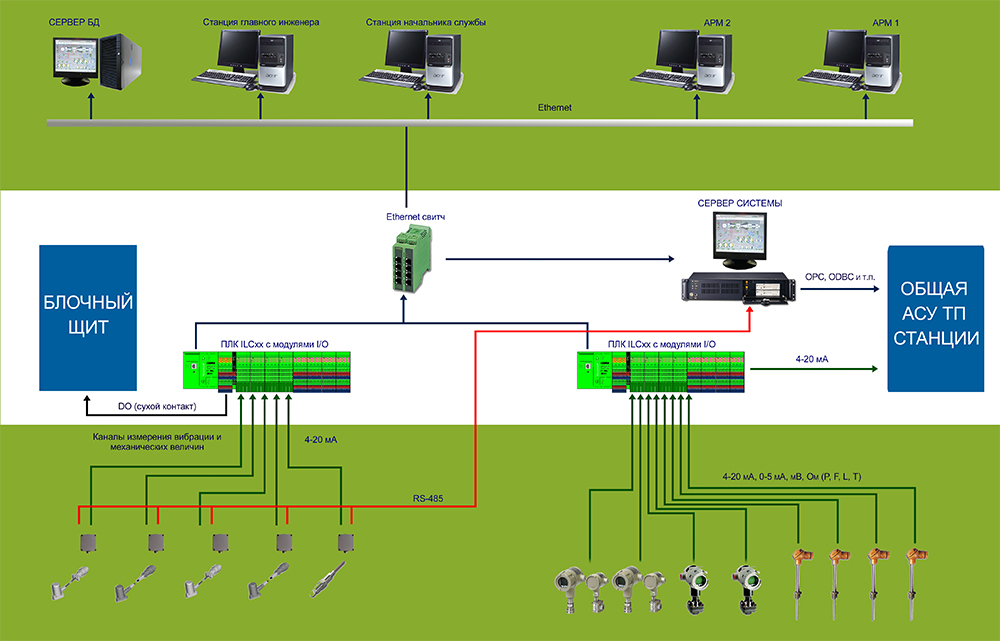 СЕРВЕР БД
Станция главного инженера
Станция начальника службы
АРМ 2
АРМ 1
Ethernet
Ethernet свитч
СЕРВЕР СИСТЕМЫ
БЛОЧНЫЙ
ЩИТ
OPC, ODBC и т.п.
ОБЩАЯ
АСУ ТП
СТАНЦИИ
ПЛК ILCxx с модулями I/O
ПЛК ILCxx с модулями I/O
4-20 мА
DO (сухой контакт)
Каналы измерения вибрации и
механических величин
4-20 мА
4-20 мА, 0-5 мА, мВ, Ом (P, F, L, T)
RS-485